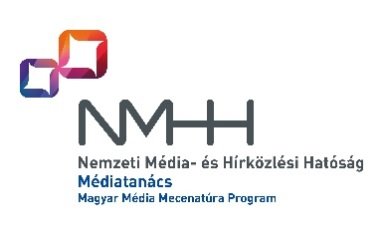 NMHH
Nemzeti Média- és Hírközlési Hatóság
Médiatanács
Magyar Média Mecenatúra Program